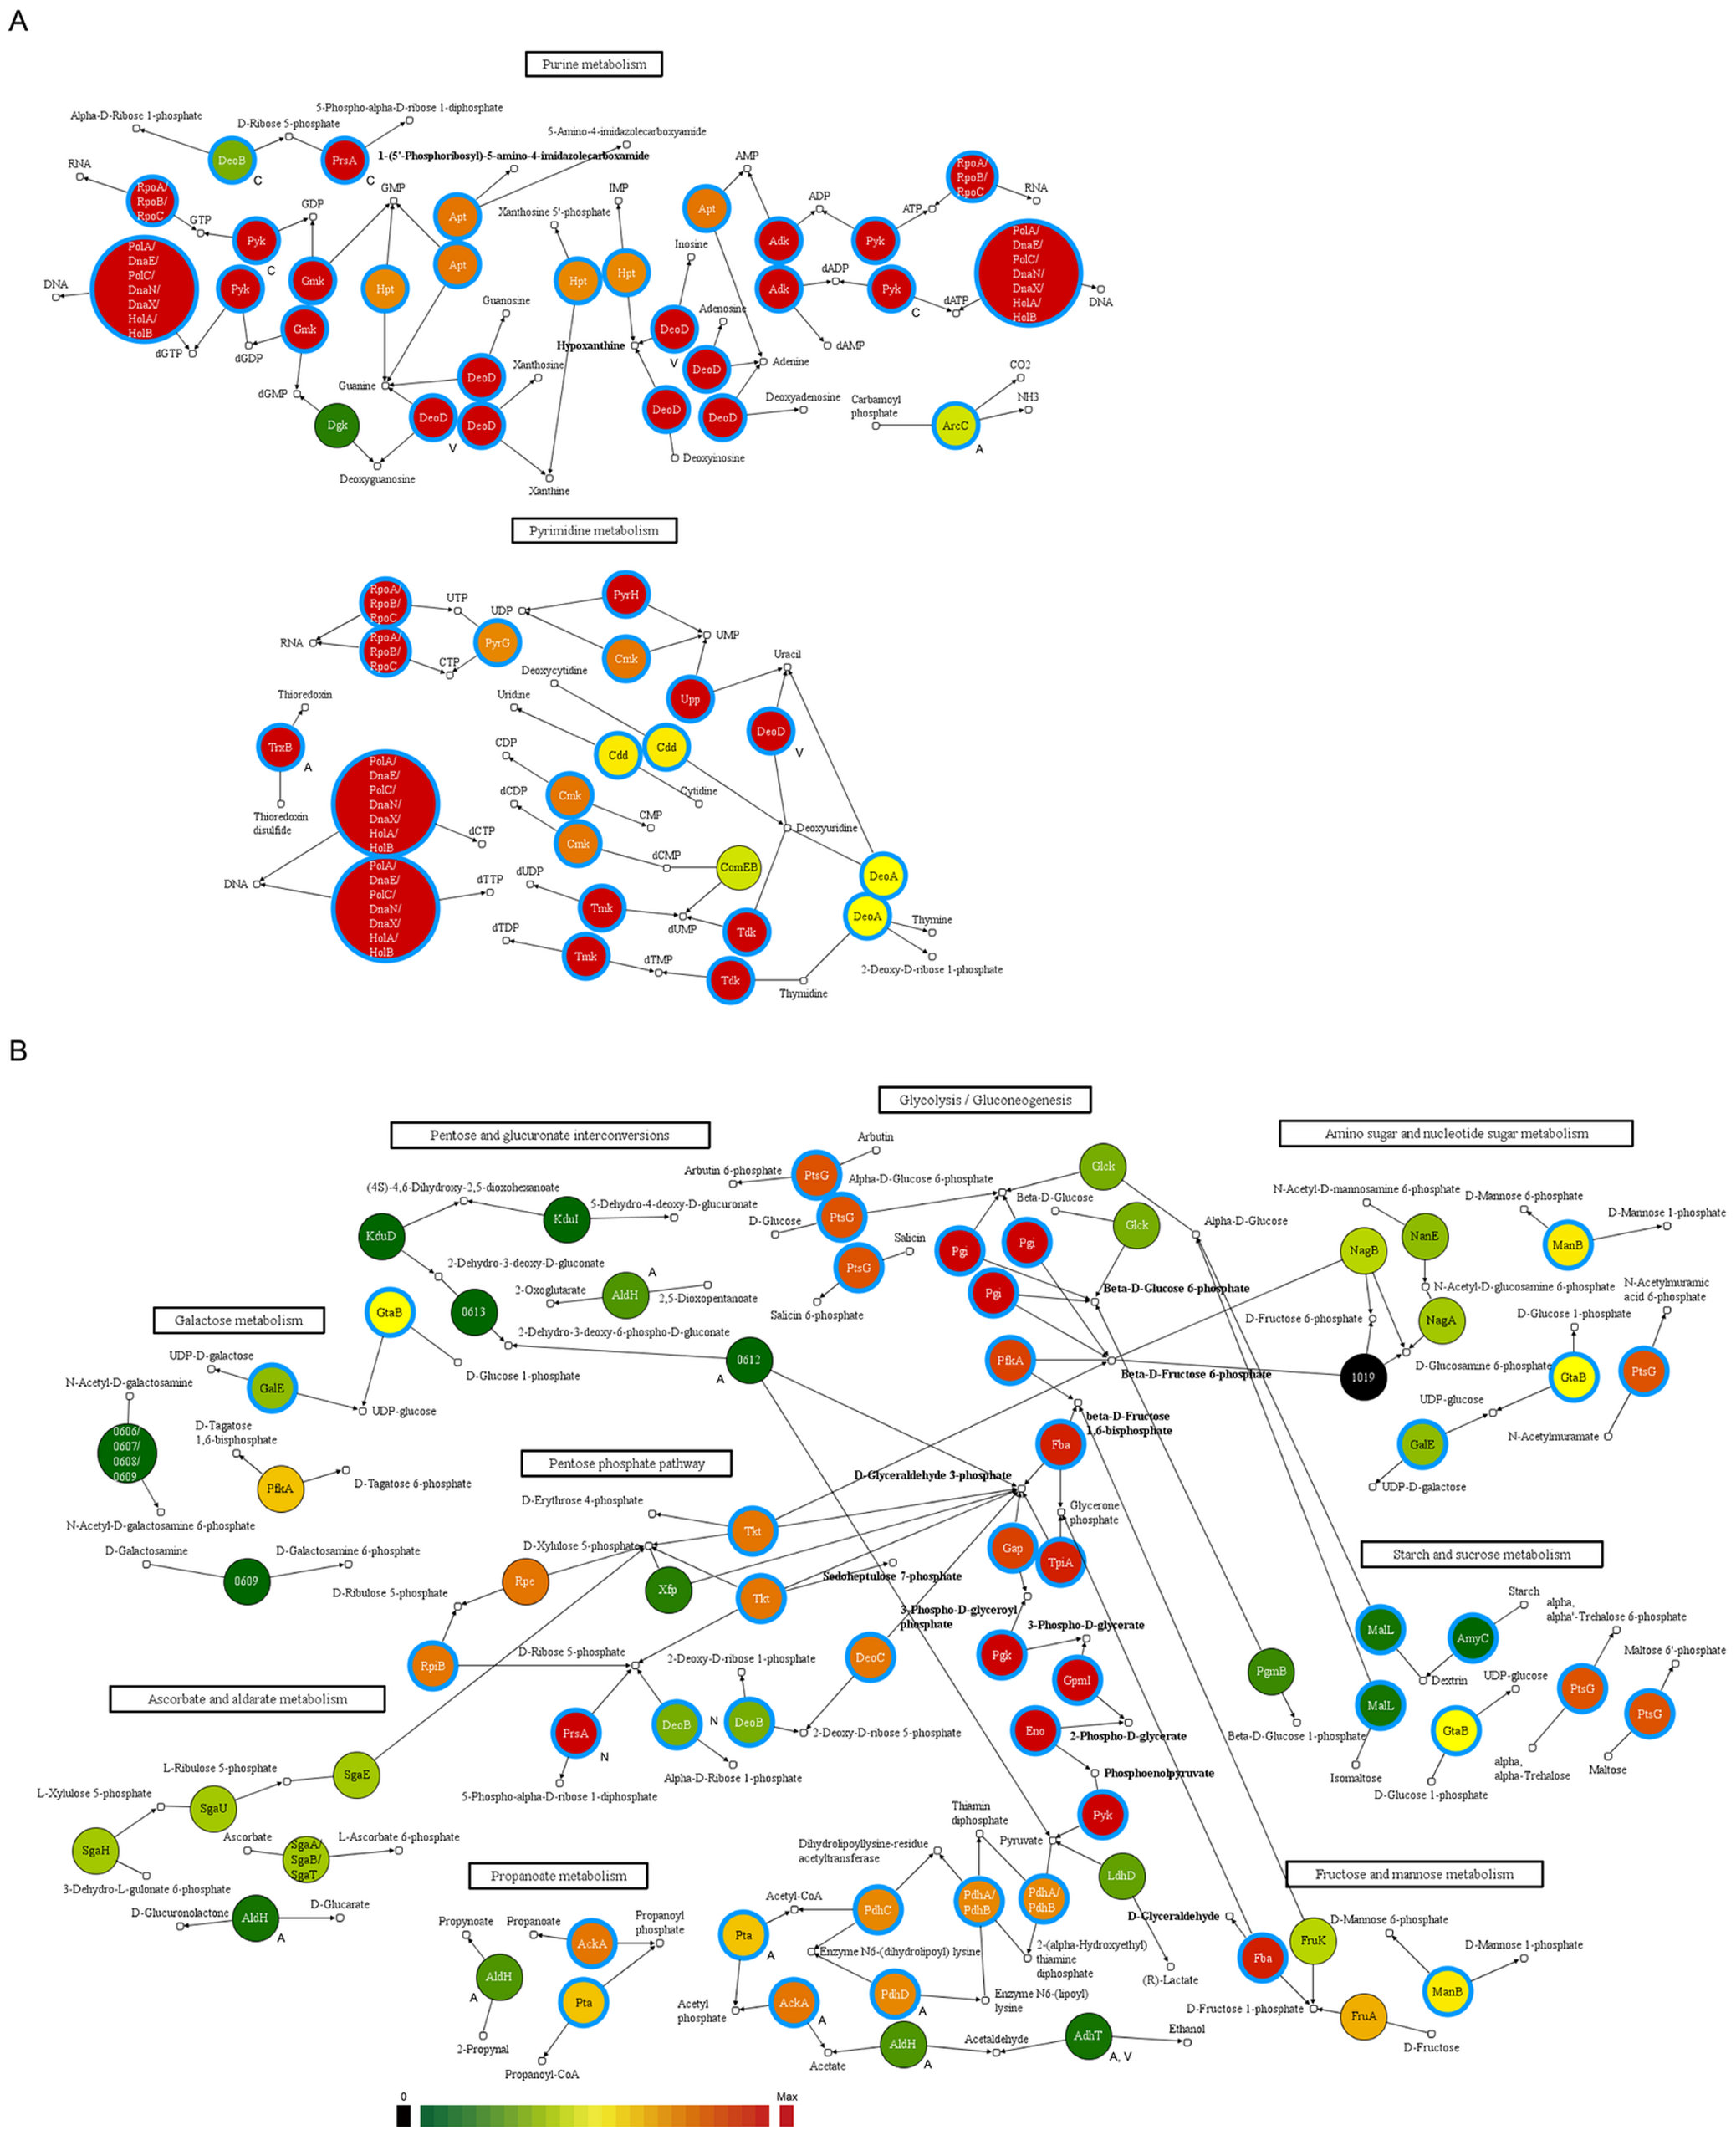 A
Purine metabolism
5-Phospho-alpha-D-ribose 1-diphosphate
Alpha-D-Ribose 1-phosphate
D-Ribose 5-phosphate
5-Amino-4-imidazolecarboxyamide
DeoB
C
PrsA
C
1-(5'-Phosphoribosyl)-5-amino-4-imidazolecarboxamide
AMP
RNA
RpoA/
RpoB/
RpoC
GTP
GDP
GMP
Apt
Xanthosine 5'-phosphate
IMP
Apt
ADP
ATP
RpoA/
RpoB/
RpoC
RNA
Pyk
C
Apt
Inosine
Adk
Pyk
PolA/
DnaE/
PolC/
DnaN/
DnaX/
HolA/
HolB
DNA
dGTP
Pyk
dGDP
Gmk
Gmk
Hpt
Hpt
Hpt
Adk
dADP
Pyk
C
dATP
PolA/
DnaE/
PolC/
DnaN/
DnaX/
HolA/
HolB
DNA
Guanosine
Adenosine
DeoD
V
dAMP
Hypoxanthine
DeoD
Adenine
Xanthosine
Guanine
DeoD
dGMP
Dgk
DeoD
V
DeoD
DeoD
DeoD
Deoxyadenosine
Deoxyinosine
Deoxyguanosine
Xanthine
CO2
NH3
Carbamoyl
phosphate
ArcC
A
Pyrimidine metabolism
RpoA/
RpoB/
RpoC
UTP
UDP
PyrH
RNA
RpoA/
RpoB/
RpoC
CTP
PyrG
Cmk
UMP
Uracil
Deoxycytidine
Uridine
Upp
Thioredoxin
TrxB
A
Thioredoxin
disulfide
DeoD
V
Cdd
Cdd
CDP
Cytidine
Cmk
dCDP
CMP
Cmk
Deoxyuridine
PolA/
DnaE/
PolC/
DnaN/
DnaX/
HolA/
HolB
dCTP
dCMP
ComEB
DNA
PolA/
DnaE/
PolC/
DnaN/
DnaX/
HolA/
HolB
dTTP
dUDP
Tmk
dUMP
Tdk
DeoA
DeoA
Thymine
2-Deoxy-D-ribose 1-phosphate
dTDP
Tmk
dTMP
Tdk
Thymidine
B
Glycolysis / Gluconeogenesis
Pentose and glucuronate interconversions
Amino sugar and nucleotide sugar metabolism
Arbutin
Arbutin 6-phosphate
PtsG
Alpha-D-Glucose 6-phosphate
Glck
(4S)-4,6-Dihydroxy-2,5-dioxohexanoate
5-Dehydro-4-deoxy-D-glucuronate
KduD
KduI
D-Glucose
PtsG
Beta-D-Glucose
Glck
Alpha-D-Glucose
N-Acetyl-D-mannosamine 6-phosphate
D-Mannose 6-phosphate
D-Mannose 1-phosphate
ManB
NagB
NanE
Salicin
PtsG
Salicin 6-phosphate
Pgi
Pgi
Pgi
2-Dehydro-3-deoxy-D-gluconate
2-Oxoglutarate
AldH
A
2,5-Dioxopentanoate
0613
GtaB
Galactose metabolism
2-Dehydro-3-deoxy-6-phospho-D-gluconate
Beta-D-Glucose 6-phosphate
N-Acetyl-D-glucosamine 6-phosphate
N-Acetylmuramic
acid 6-phosphate
D-Fructose 6-phosphate
NagA
D-Glucose 1-phosphate
0612
A
PfkA
Beta-D-Fructose 6-phosphate
1019
D-Glucosamine 6-phosphate
GtaB
PtsG
UDP-D-galactose
GalE
D-Glucose 1-phosphate
N-Acetyl-D-galactosamine
UDP-glucose
UDP-glucose
GalE
N-Acetylmuramate
UDP-D-galactose
0606/
0607/
0608/
0609
D-Tagatose
1,6-bisphosphate
PfkA
D-Tagatose 6-phosphate
N-Acetyl-D-galactosamine 6-phosphate
beta-D-Fructose
1,6-bisphosphate
Fba
Pentose phosphate pathway
D-Glyceraldehyde 3-phosphate
Glycerone
phosphate
D-Erythrose 4-phosphate
Tkt
D-Galactosamine
0609
D-Galactosamine 6-phosphate
D-Xylulose 5-phosphate
Rpe
Xfp
Tkt
Sedoheptulose 7-phosphate
Gap
TpiA
Starch and sucrose metabolism
D-Ribulose 5-phosphate
3-Phospho-D-glyceroyl
phosphate
3-Phospho-D-glycerate
Starch
alpha,
alpha'-Trehalose 6-phosphate
MalL
AmyC
Maltose 6'-phosphate
RpiB
D-Ribose 5-phosphate
2-Deoxy-D-ribose 1-phosphate
DeoC
Pgk
GpmI
PgmB
Dextrin
UDP-glucose
PtsG
Ascorbate and aldarate metabolism
PrsA
N
DeoB
N
DeoB
2-Deoxy-D-ribose 5-phosphate
Eno
2-Phospho-D-glycerate
Beta-D-Glucose 1-phosphate
MalL
GtaB
PtsG
Alpha-D-Ribose 1-phosphate
5-Phospho-alpha-D-ribose 1-diphosphate
Phosphoenolpyruvate
Isomaltose
D-Glucose 1-phosphate
alpha,
alpha-Trehalose
Maltose
L-Ribulose 5-phosphate
SgaE
L-Xylulose 5-phosphate
SgaU
Pyk
SgaH
Ascorbate
SgaA/
SgaB/
SgaT
L-Ascorbate 6-phosphate
3-Dehydro-L-gulonate 6-phosphate
Thiamin
diphosphate
Pyruvate
Dihydrolipoyllysine-residue
acetyltransferase
LdhD
Propanoate metabolism
Fructose and mannose metabolism
D-Glucuronolactone
AldH
A
D-Glucarate
Acetyl-CoA
PdhC
PdhA/
PdhB
PdhA/
PdhB
Propynoate
Propanoate
AckA
Propanoyl
phosphate
Pta
A
Enzyme N6-(dihydrolipoyl) lysine
2-(alpha-Hydroxyethyl)
thiamine
diphosphate
D-Glyceraldehyde
Fba
FruK
D-Mannose 6-phosphate
D-Mannose 1-phosphate
(R)-Lactate
AldH
A
Pta
Acetyl
phosphate
AckA
A
PdhD
A
Enzyme N6-(lipoyl)
lysine
ManB
D-Fructose 1-phosphate
FruA
D-Fructose
2-Propynal
Propanoyl-CoA
Acetate
AldH
A
Acetaldehyde
AdhT
A, V
Ethanol
0
Max